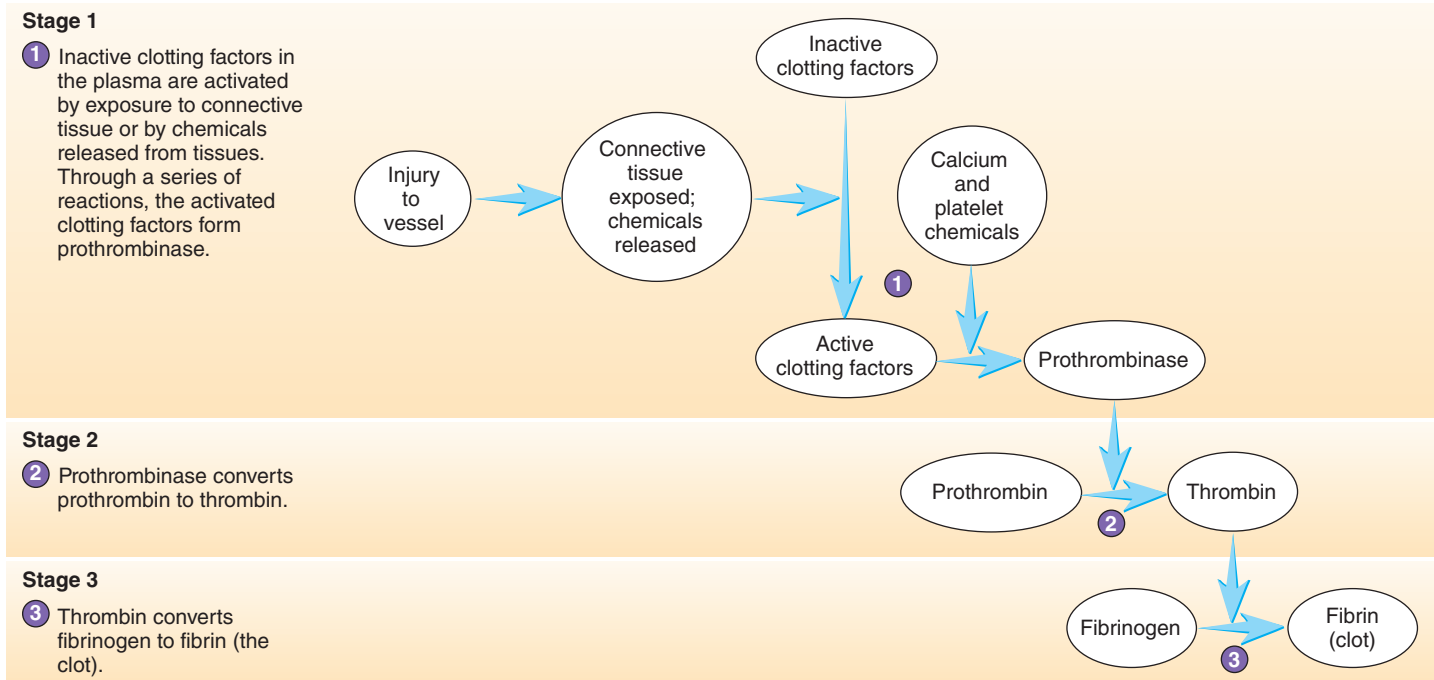 Stage 1
1 Inactive clotting factors in
the plasma are activated
by exposure to connective
tissue or by chemicals
released from tissues.
Through a series of
reactions, the activated
clotting factors form
prothrombinase.
Inactive
clotting factors
Injury
to
vessel
Connective
tissue
exposed;
chemicals
released
Calcium
and
platelet
chemicals
1
Active
clotting factors
Prothrombinase
Stage 2
2 Prothrombinase converts
prothrombin to thrombin.
Prothrombin
Thrombin
2
Stage 3
3 Thrombin converts
fibrinogen to fibrin (the
clot).
Fibrinogen
Fibrin
(clot)
3